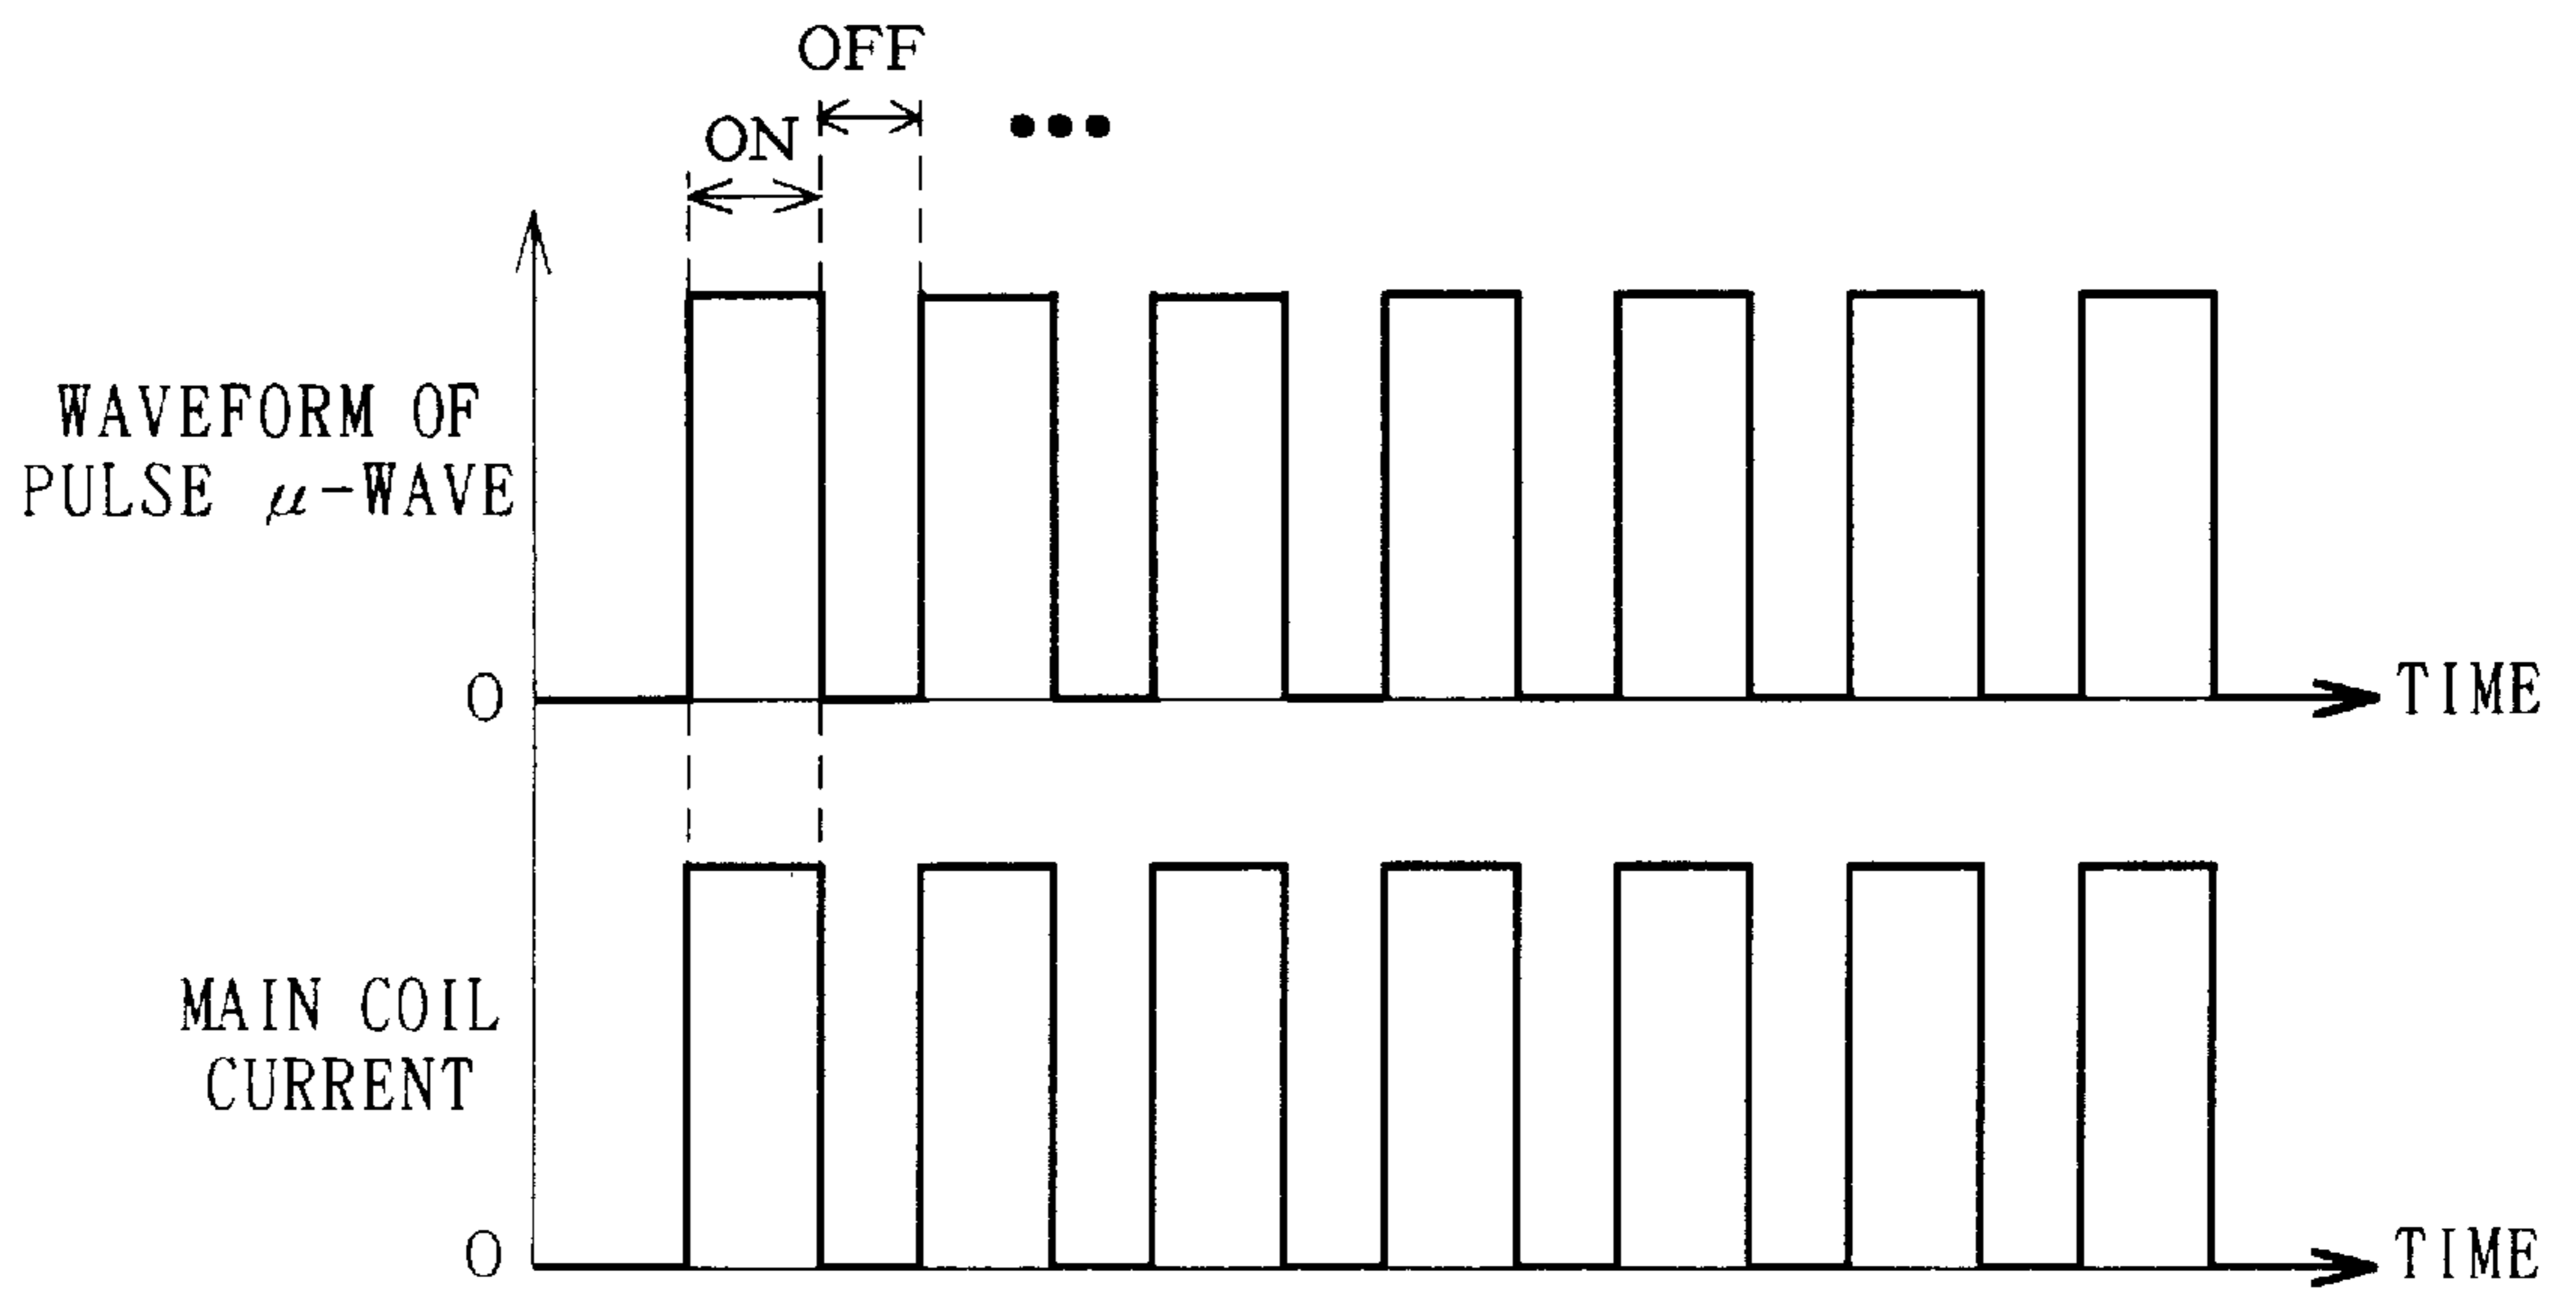 OFF
ON
WAVEFORM OF
PULSE μ-WAVE
0
TIME
MAIN COIL
CURRENT
0
TIME